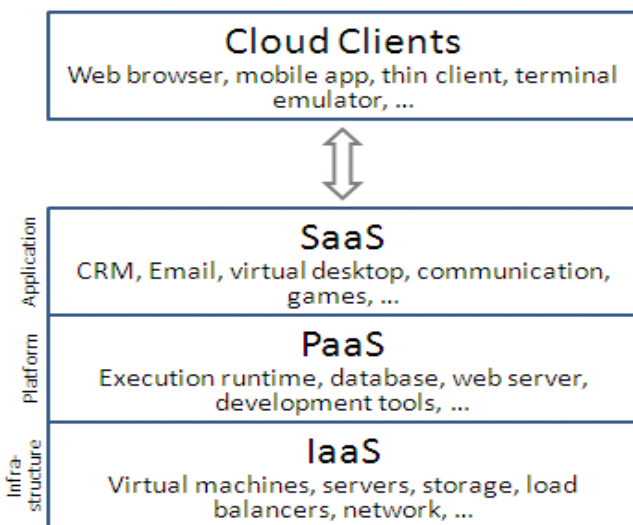 Cloud Clients
Web browser, mobile app, thin client, terminal
emulator, ...
Application
SaaS
CRM, Email, virtual desktop, communication,
games, ...
Platform
PaaS
Execution runtime, database, web server,
development tools, ...
Infra-
structure
IaaS
Virtual machines, servers, storage, load
balancers, network, ...